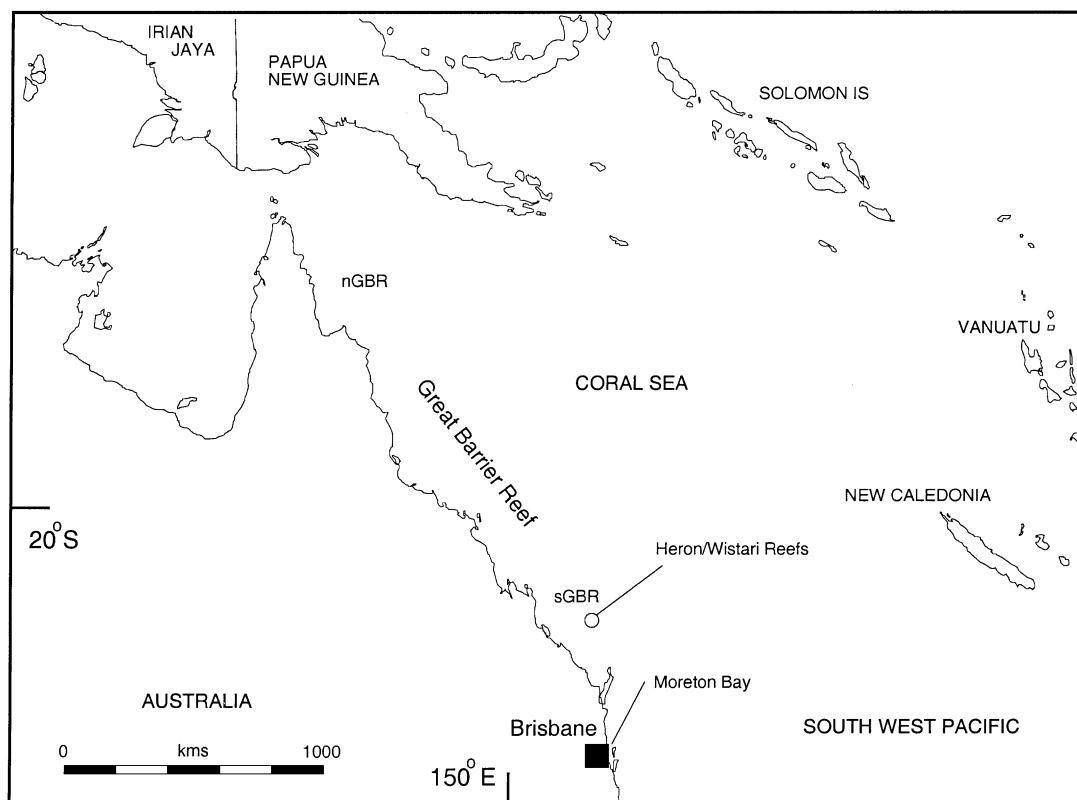 IRIAN
JAYA
PAPUA
NEW GUINEA
SOLOMON IS
nGBR
VANUATU
CORAL SEA
Great Barrier Reef
NEW CALEDONIA
20°S
Heron/Wistari Reefs
sGBR
Moreton Bay
AUSTRALIA
Brisbane
SOUTH WEST PACIFIC
0 kms 1000
150°E